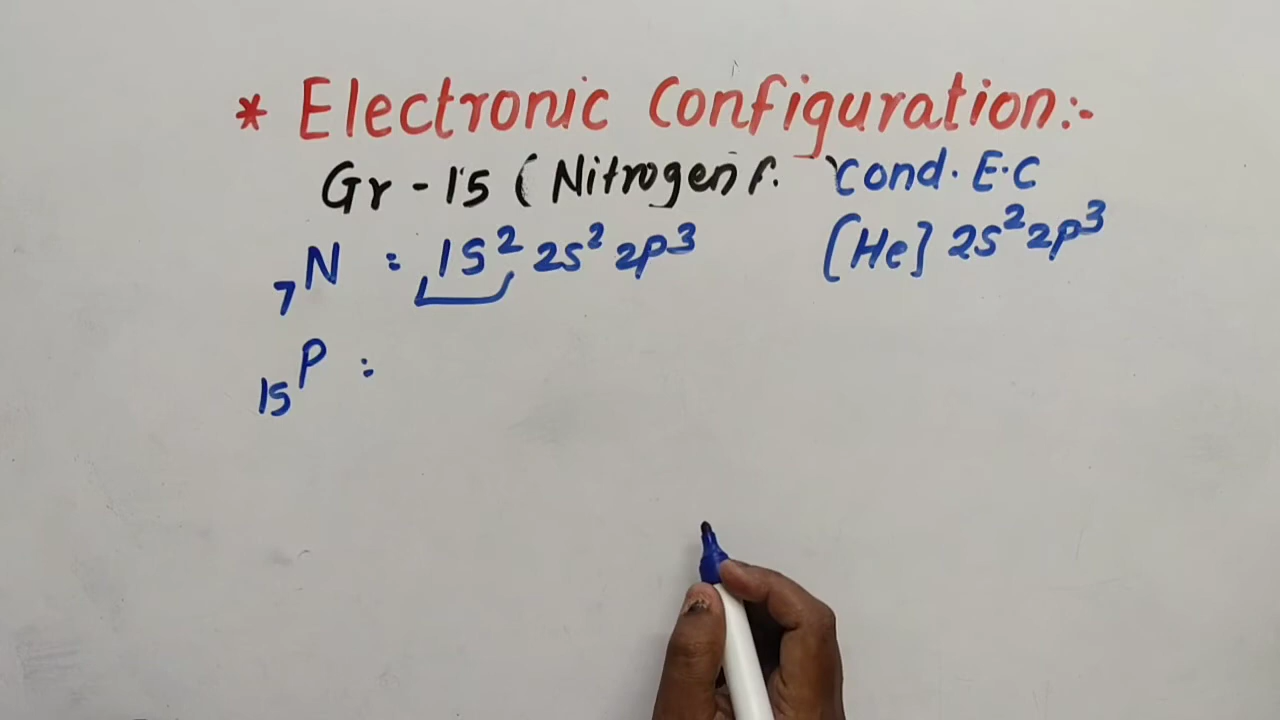 * Electronic Configuration:-
Gr-15 (Nitrogen f. ) Cond. E.C
₇N : 1s² 2s² 2p³ [He] 2s² 2p³
₁₅P :